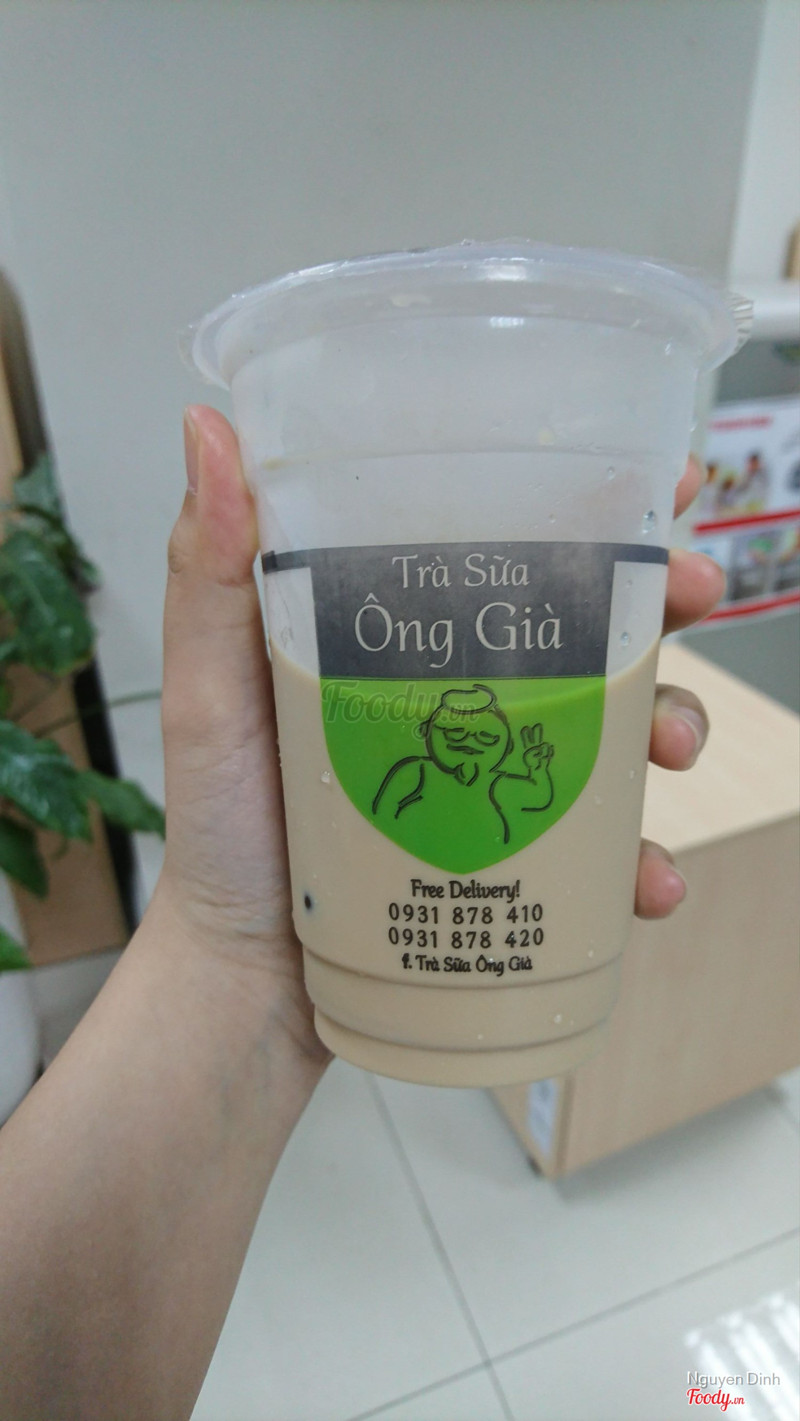 Trà Sữa
Ông Già
Foody.vn
Free Delivery!
0931 878 410
0931 878 420
f. Trà Sữa Ông Già
Nguyen Dinh
Foody.vn